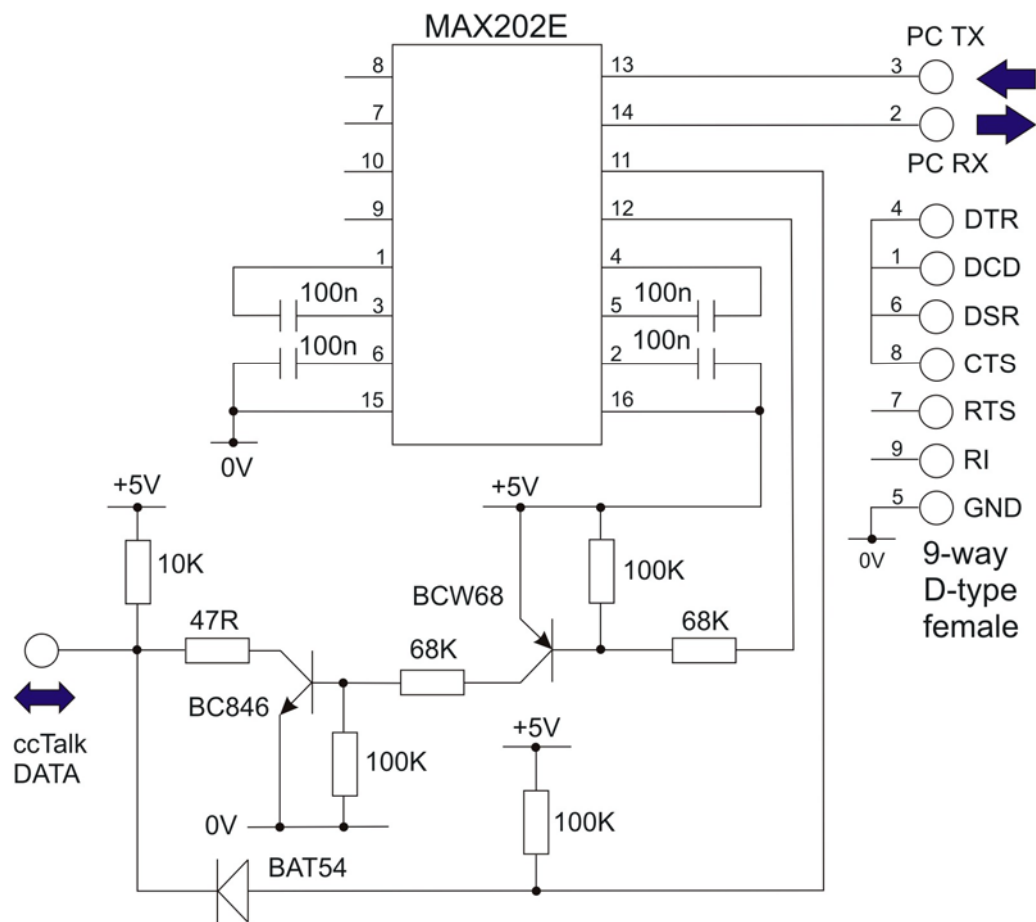 MAX202E
PC TX
8
13
3
7
14
2
PC RX
10
11
9
12
4
DTR
1
4
1
DCD
100n
3
5
100n
6
DSR
100n
6
2
100n
8
CTS
15
16
7
RTS
0V
9
RI
+5V
+5V
5
GND
0V
9-way
D-type
female
10K
100K
BCW68
47R
68K
68K
BC846
ccTalk
DATA
100K
+5V
0V
100K
BAT54